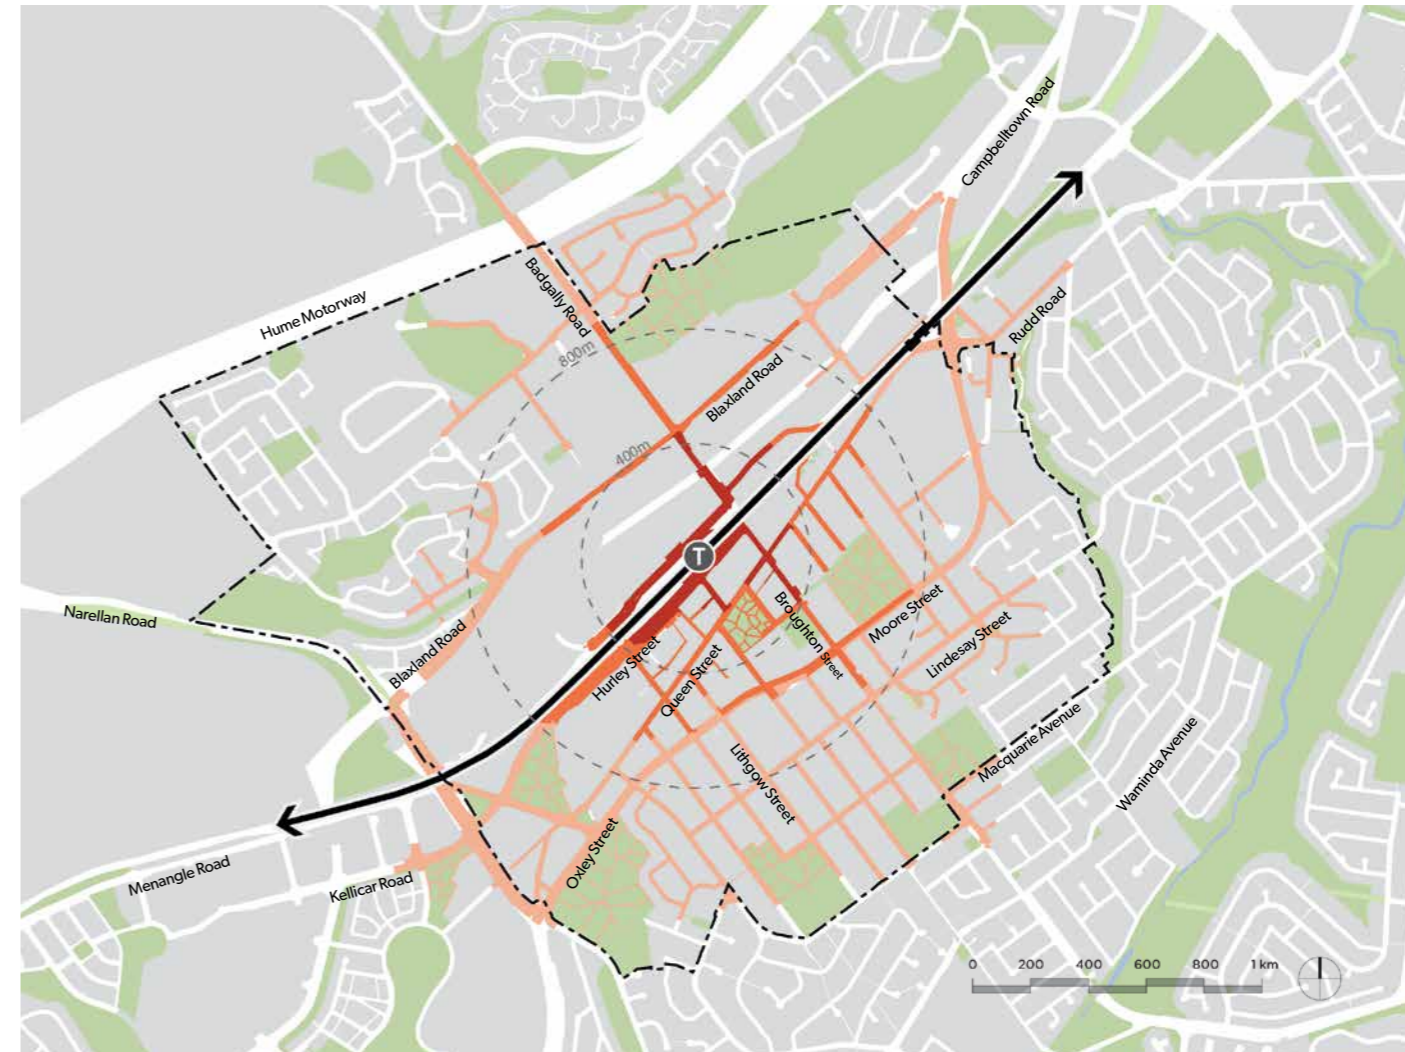 Campbelltown Road
Hume Motorway
Badgally Road
Rudd Road
800m
Blaxland Road
400m
T
Narellan Road
Blaxland Road
Broughton Street
Moore Street
Hurley Street
Queen Street
Lindesay Street
Lithgow Street
Macquarie Avenue
Waminda Avenue
Oxley Street
Menangle Road
Kellicar Road
0 200 400 600 800 1 km